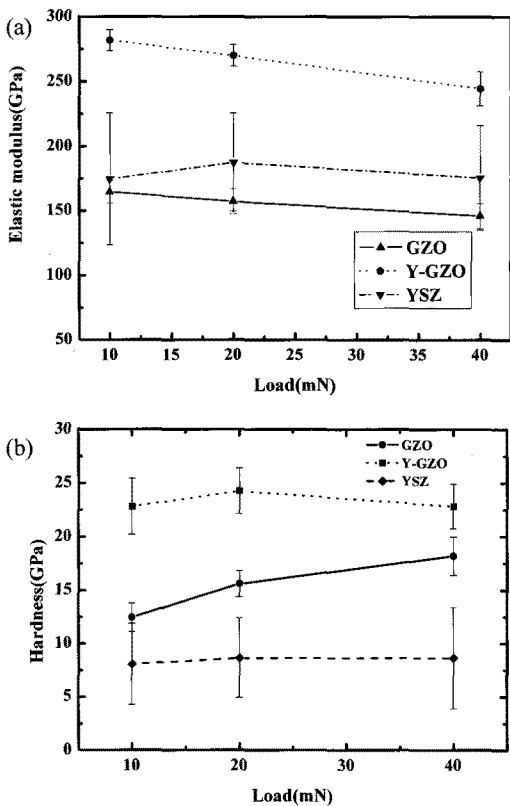 (a)
300
250
200
150
100
50
Elastic modulus(GPa)
GZO
Y-GZO
YSZ
10 15 20 25 30 35 40
Load(mN)
(b)
30
25
20
15
10
5
0
Hardness(GPa)
GZO
Y-GZO
YSZ
10 20 30 40
Load(mN)